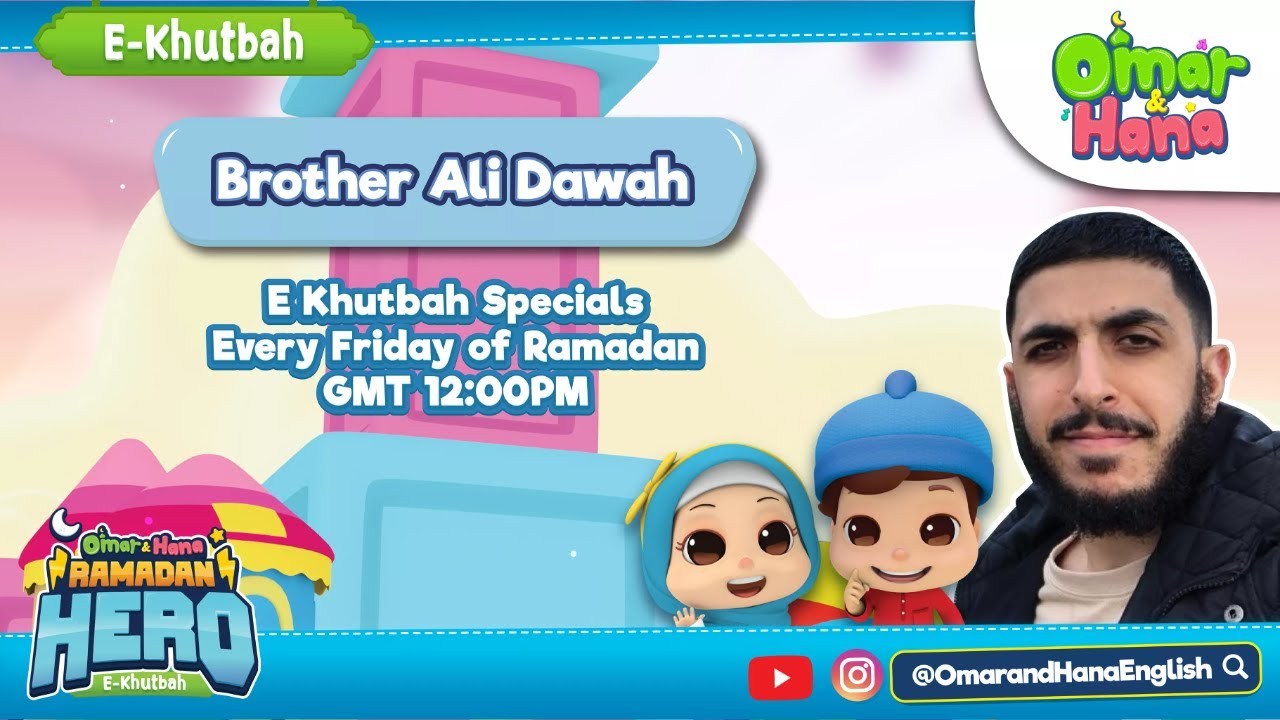 E-Khutbah
Omar
&
Hana
Brother Ali Dawah
E Khutbah Specials
Every Friday of Ramadan
GMT 12:00PM
Omar & Hana
RAMADAN
HERO
E-Khutbah
@OmarandHanaEnglish